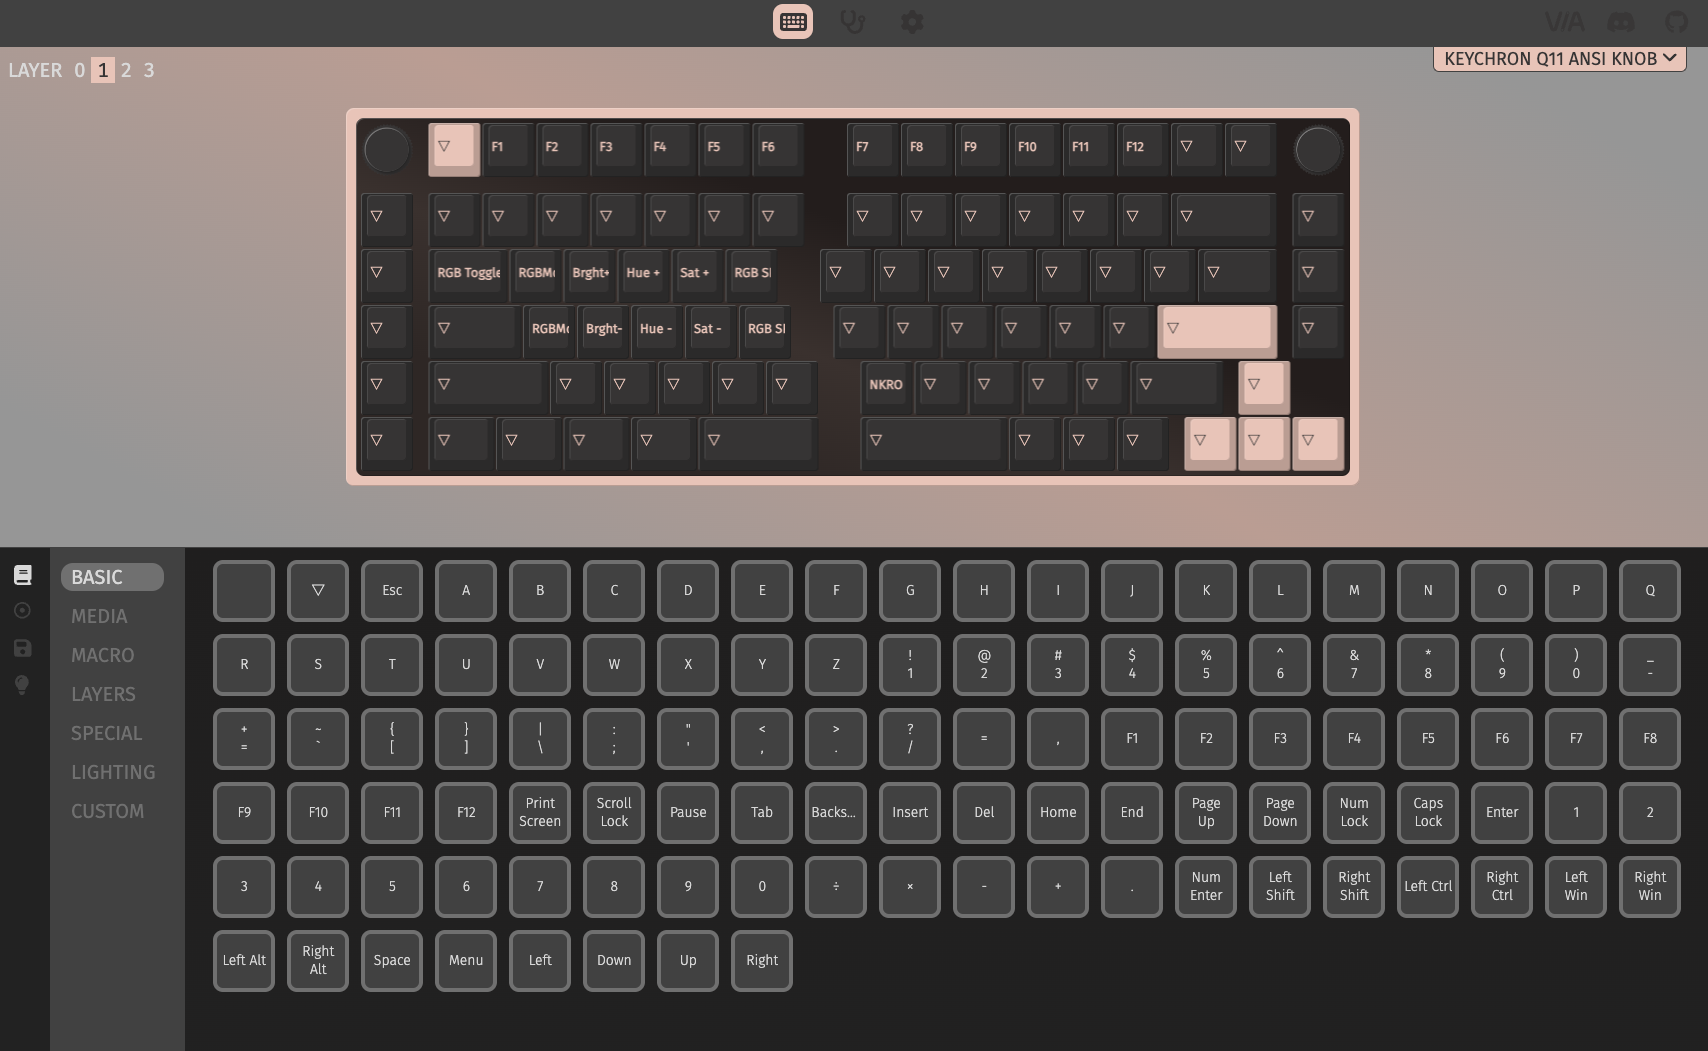 VIA
LAYER 0 1 2 3
KEYCHRON Q11 ANSI KNOB
▽ F1 F2 F3 F4 F5 F6 F7 F8 F9 F10 F11 F12 ▽ ▽
▽ ▽ ▽ ▽ ▽ ▽ ▽ ▽ ▽ ▽ ▽ ▽ ▽ ▽ ▽ ▽
▽ RGB Toggle RGBMo Brght+ Hue + Sat + RGB S ▽ ▽ ▽ ▽ ▽ ▽ ▽ ▽ ▽
▽ ▽ RGBMo Brght- Hue - Sat - RGB S ▽ ▽ ▽ ▽ ▽ ▽ ▽ ▽
▽ ▽ ▽ ▽ ▽ ▽ ▽ NKRO ▽ ▽ ▽ ▽ ▽ ▽
▽ ▽ ▽ ▽ ▽ ▽ ▽ ▽ ▽ ▽ ▽ ▽ ▽
BASIC
MEDIA
MACRO
LAYERS
SPECIAL
LIGHTING
CUSTOM
▽ Esc A B C D E F G H I J K L M N O P Q
R S T U V W X Y Z ! 1 @ 2 # 3 $ 4 % 5 ^ 6 & 7 * 8 ( 9 ) 0 _ -
+ = ~ ` { [ } ] | \ : ; " ' < , > . ? / = , F1 F2 F3 F4 F5 F6 F7 F8
F9 F10 F11 F12 Print Screen Scroll Lock Pause Tab Backs... Insert Del Home End Page Up Page Down Num Lock Caps Lock Enter 1 2
3 4 5 6 7 8 9 0 ÷ × - + . Num Enter Left Shift Right Shift Left Ctrl Right Ctrl Left Win Right Win
Left Alt Right Alt Space Menu Left Down Up Right